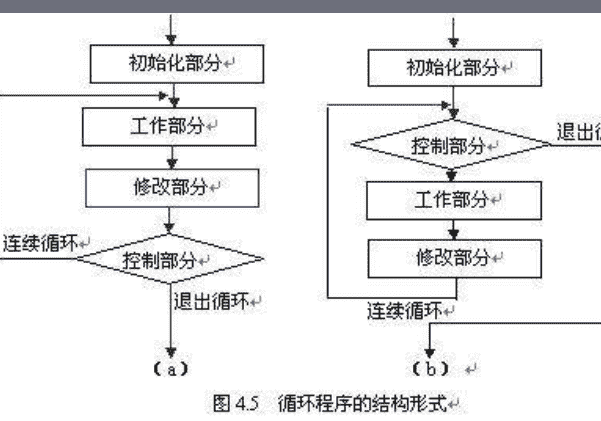 初始化部分
工作部分
修改部分
连续循环
控制部分
退出循环
(a)
初始化部分
控制部分
退出
工作部分
修改部分
连续循环
(b)
图 4.5 循环程序的结构形式